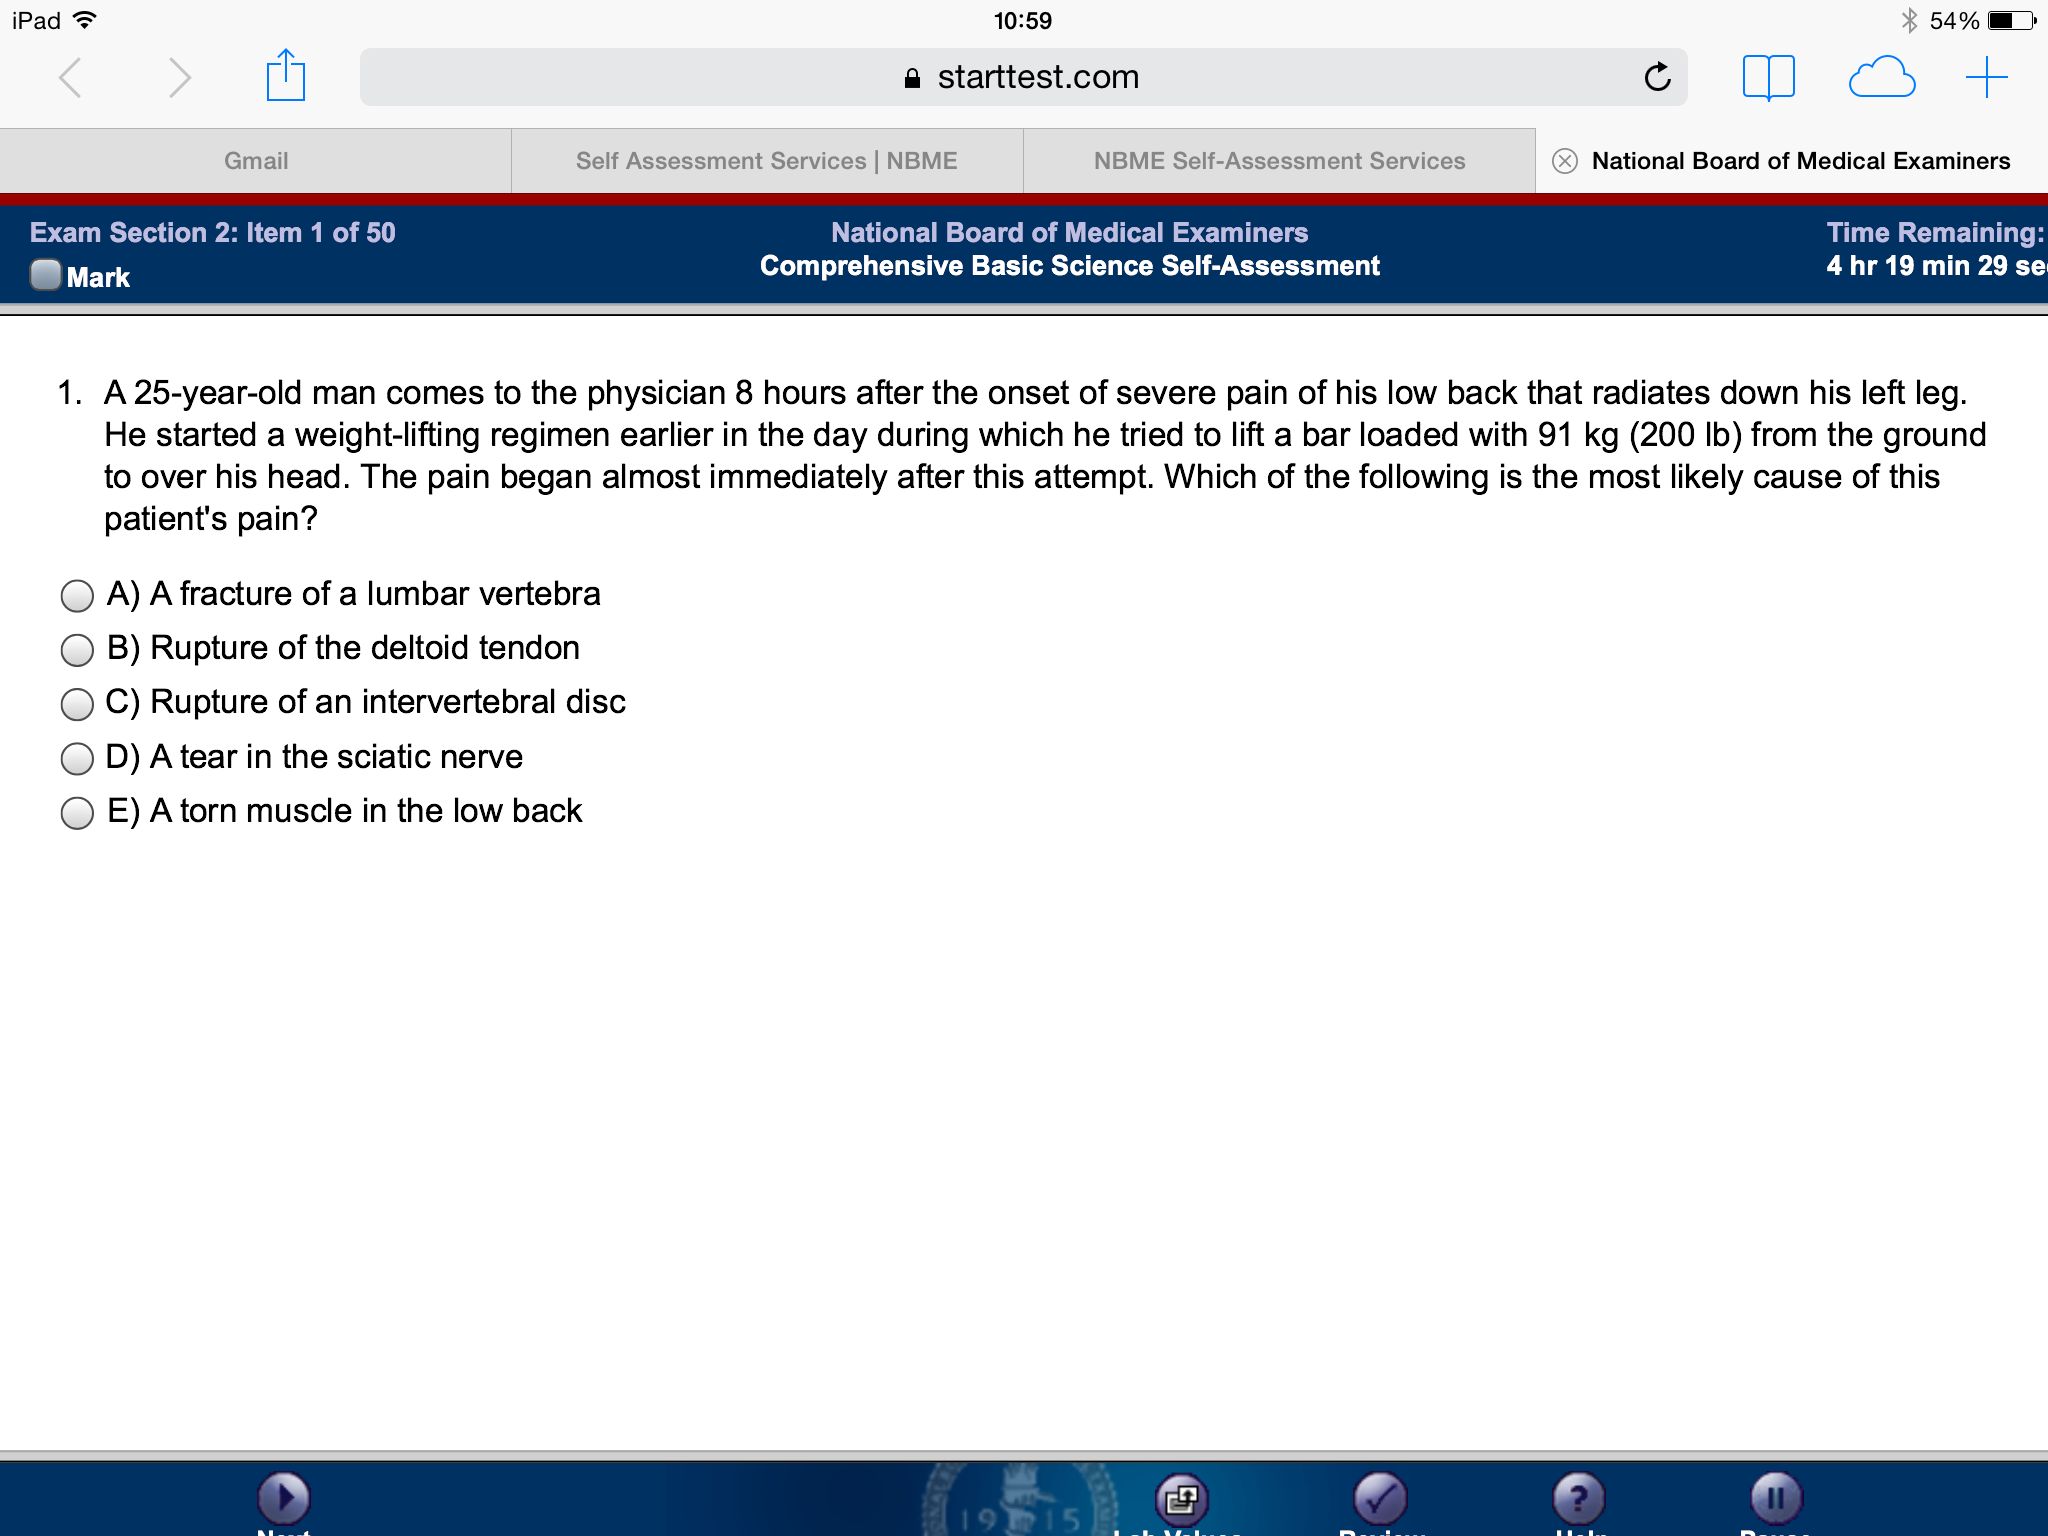 iPad
10:59
54%
starttest.com
Gmail
Self Assessment Services | NBME
NBME Self-Assessment Services
National Board of Medical Examiners
Exam Section 2: Item 1 of 50
National Board of Medical Examiners
Time Remaining:
Mark
Comprehensive Basic Science Self-Assessment
4 hr 19 min 29 se
1. A 25-year-old man comes to the physician 8 hours after the onset of severe pain of his low back that radiates down his left leg.
He started a weight-lifting regimen earlier in the day during which he tried to lift a bar loaded with 91 kg (200 lb) from the ground
to over his head. The pain began almost immediately after this attempt. Which of the following is the most likely cause of this
patient's pain?
A) A fracture of a lumbar vertebra
B) Rupture of the deltoid tendon
C) Rupture of an intervertebral disc
D) A tear in the sciatic nerve
E) A torn muscle in the low back
1915